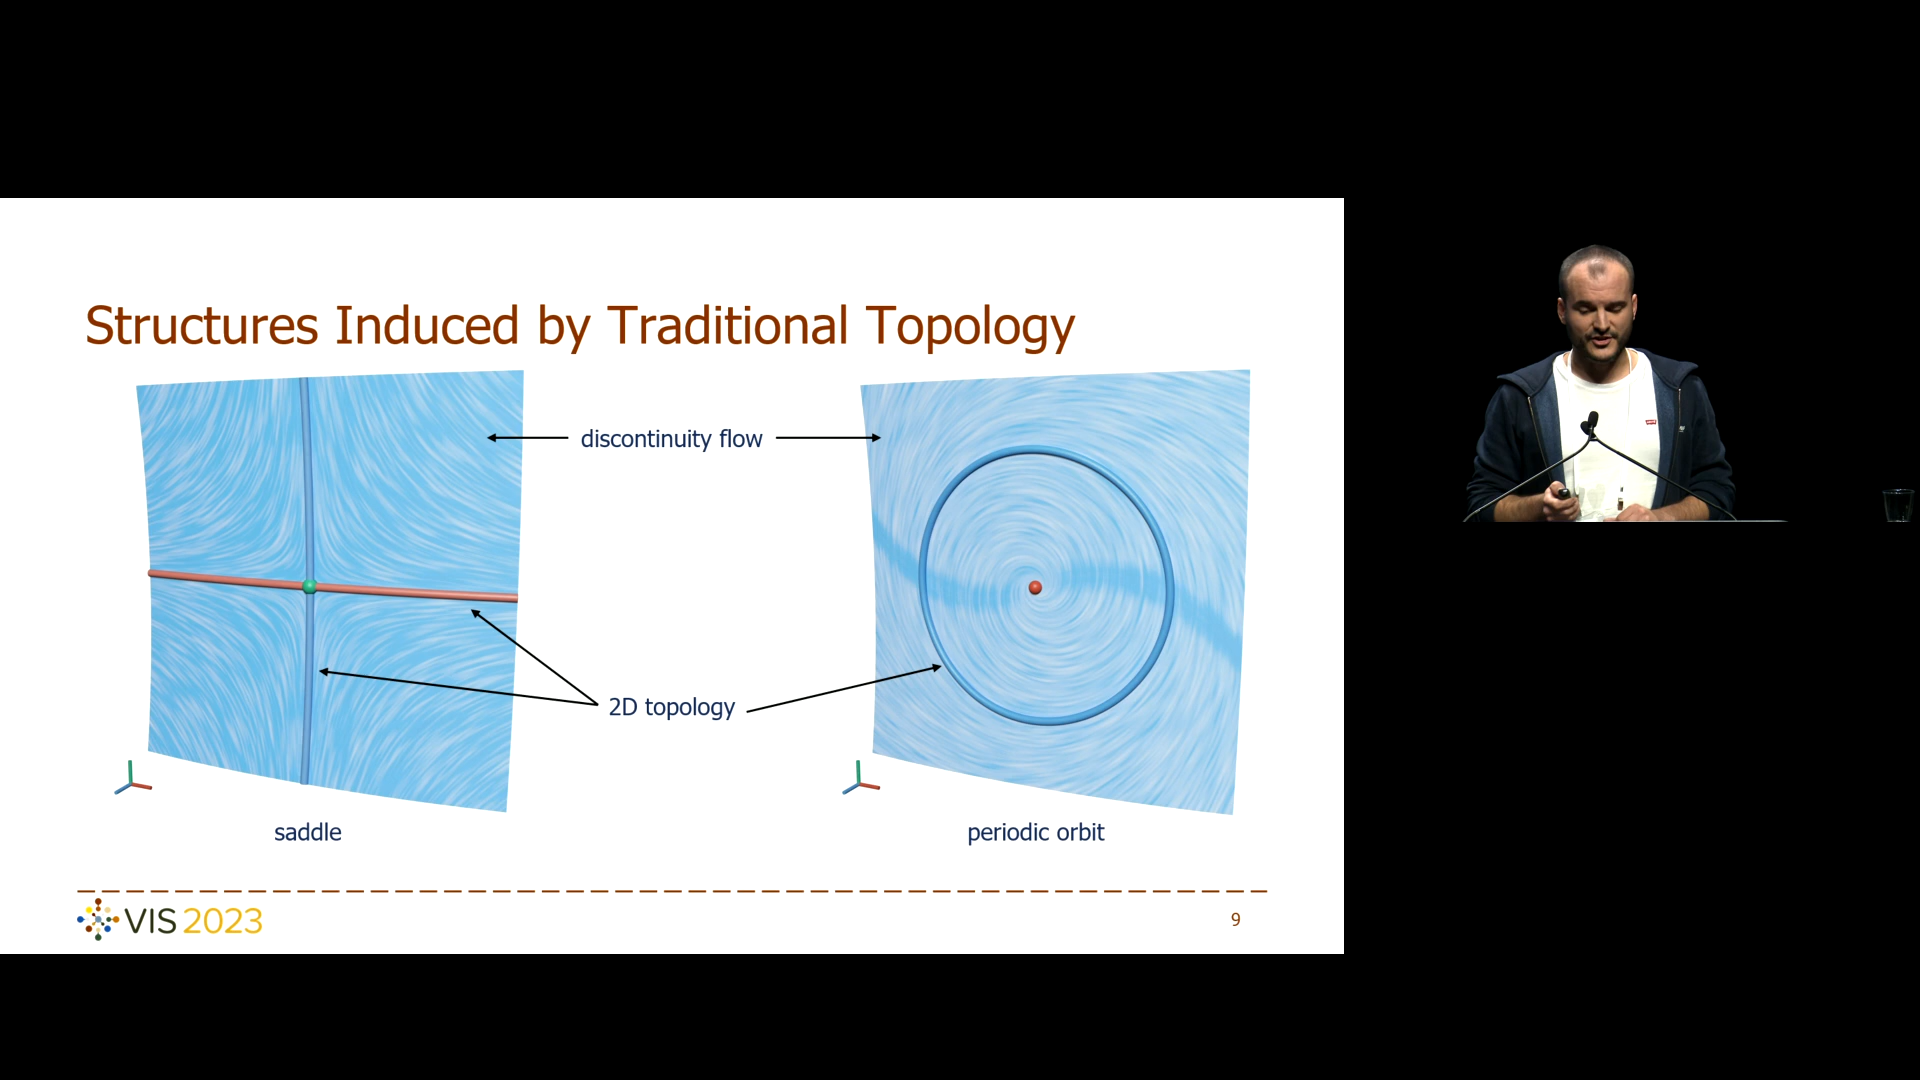 Structures Induced by Traditional Topology
discontinuity flow
2D topology
saddle
periodic orbit
VIS 2023
9